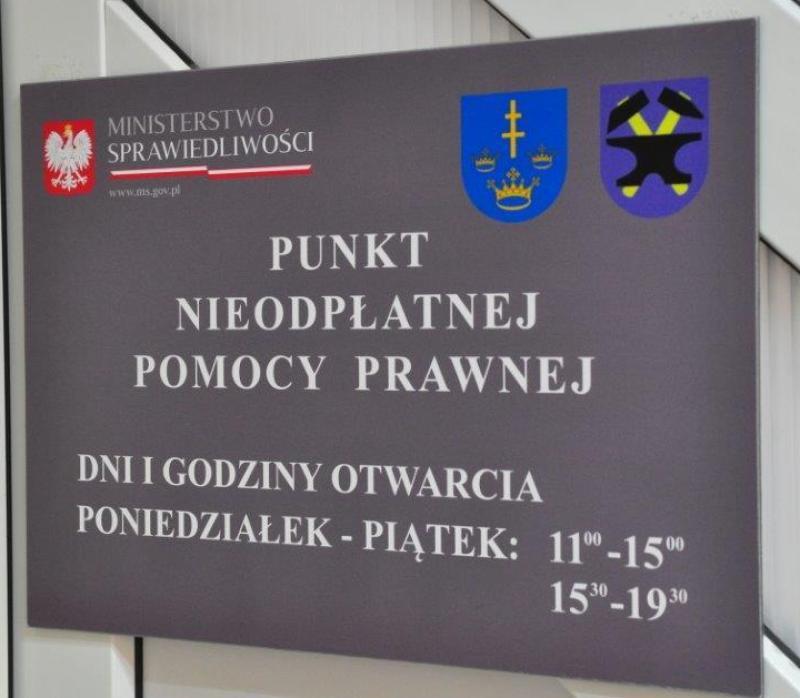 MINISTERSTWO
SPRAWIEDLIWOŚCI
www.ms.gov.pl
PUNKT
NIEODPŁATNEJ
POMOCY PRAWNEJ
DNI I GODZINY OTWARCIA
PONIEDZIAŁEK - PIĄTEK: 11⁰⁰-15⁰⁰
15³⁰-19³⁰